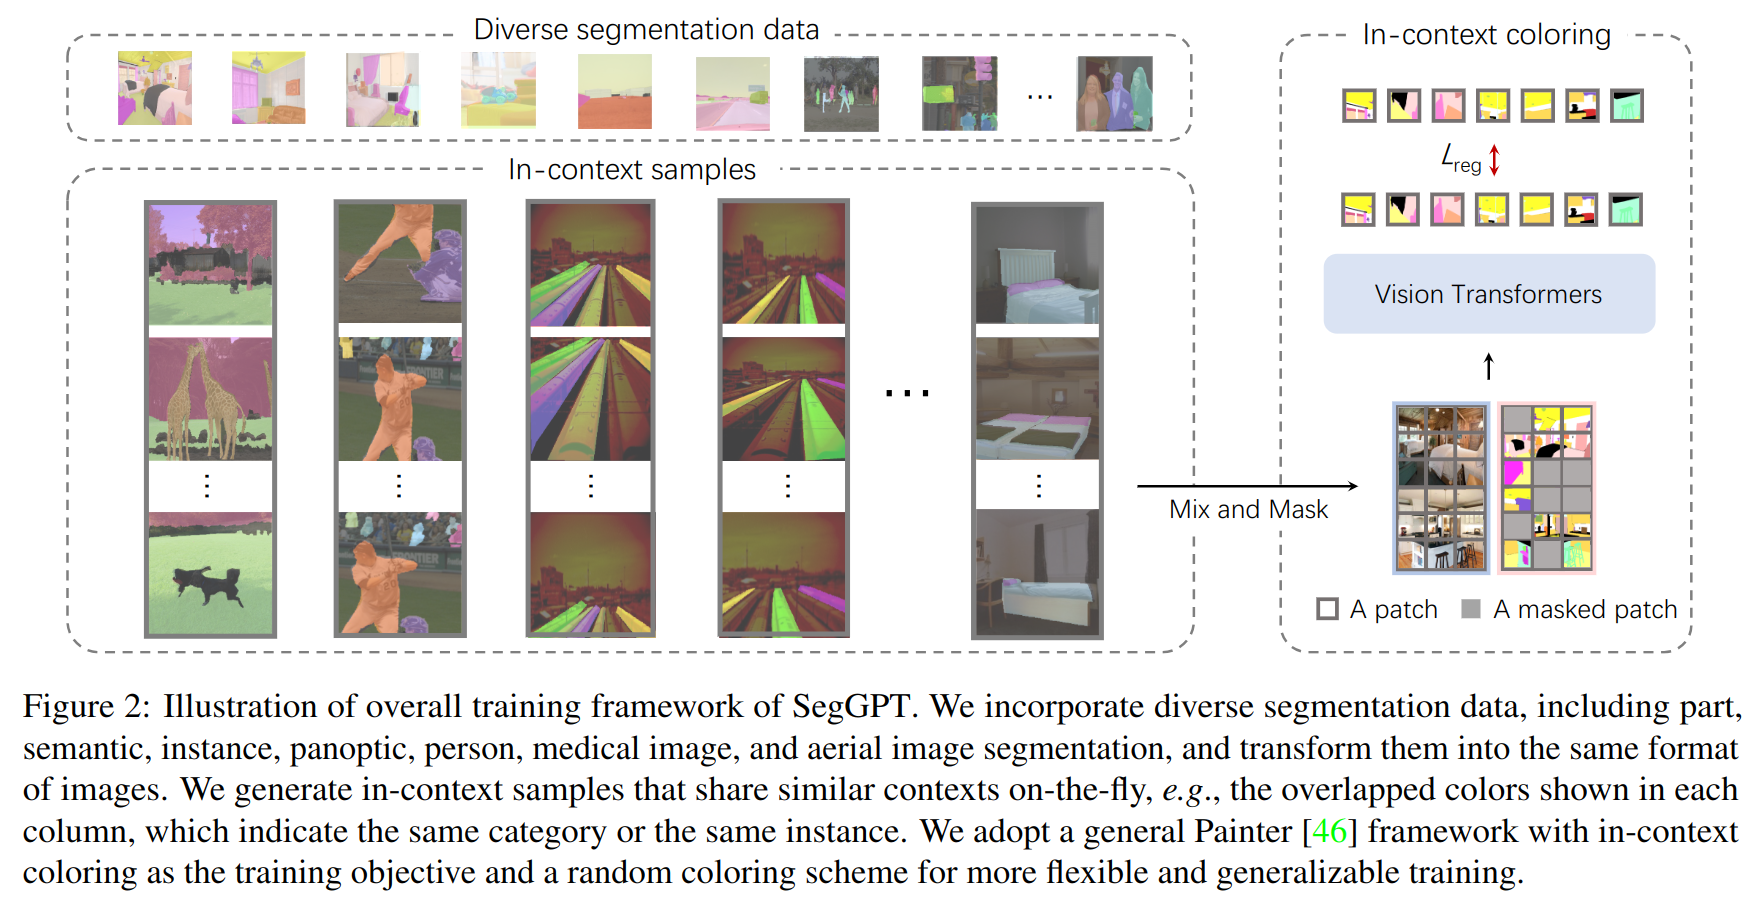 Diverse segmentation data
...
In-context samples
...
Mix and Mask
In-context coloring
Lreg
Vision Transformers
A patch
A masked patch
Figure 2: Illustration of overall training framework of SegGPT. We incorporate diverse segmentation data, including part,
semantic, instance, panoptic, person, medical image, and aerial image segmentation, and transform them into the same format
of images. We generate in-context samples that share similar contexts on-the-fly, e.g., the overlapped colors shown in each
column, which indicate the same category or the same instance. We adopt a general Painter [46] framework with in-context
coloring as the training objective and a random coloring scheme for more flexible and generalizable training.